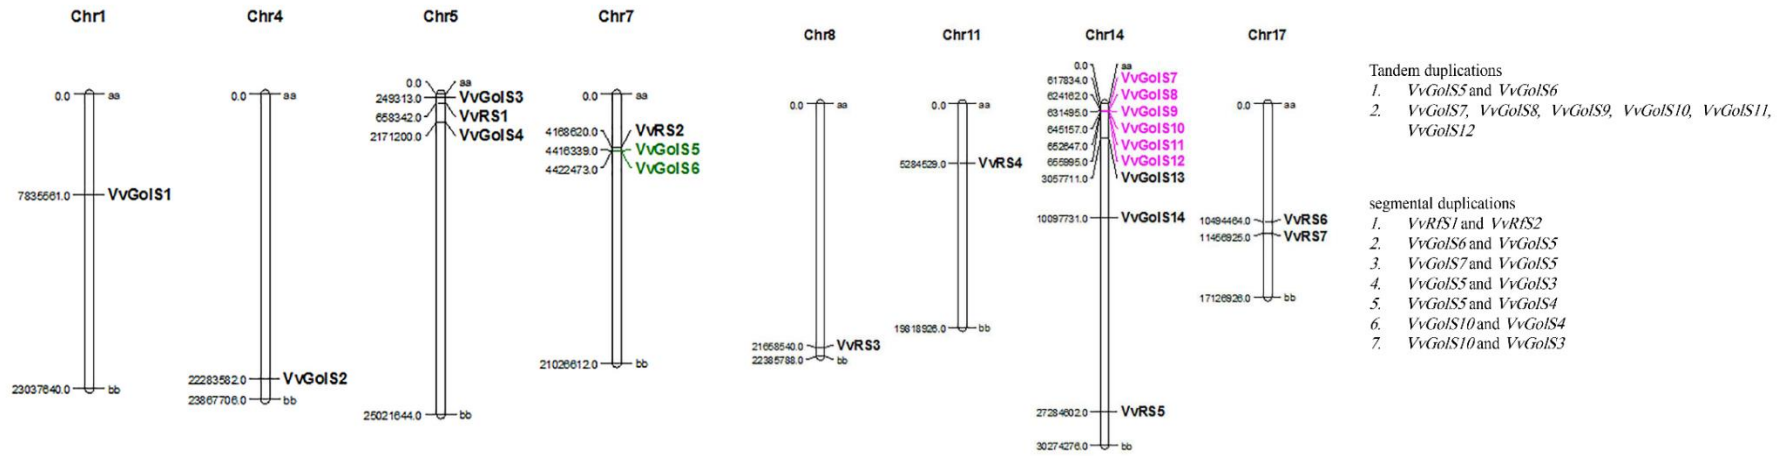 Chr1
0.0 aa
7835561.0 VvGolS1
23037640.0 bb
Chr4
0.0 aa
22283582.0 VvGolS2
23867706.0 bb
Chr5
0.0 aa
249313.0 VvGolS3
658342.0 VvRS1
2171200.0 VvGolS4
25021644.0 bb
Chr7
0.0 aa
4168620.0 VvRS2
4416339.0 VvGolS5
4422473.0 VvGolS6
21026612.0 bb
Chr8
0.0 aa
21658540.0 VvRS3
22385788.0 bb
Chr11
0.0 aa
5284529.0 VvRS4
19818926.0 bb
Chr14
0.0 aa
617834.0 VvGolS7
624162.0 VvGolS8
631495.0 VvGolS9
645157.0 VvGolS10
652647.0 VvGolS11
655995.0 VvGolS12
3057711.0 VvGolS13
10097731.0 VvGolS14
27284602.0 VvRS5
30274276.0 bb
Chr17
0.0 aa
10494464.0 VvRS6
11456925.0 VvRS7
17126926.0 bb
Tandem duplications
1. VvGolS5 and VvGolS6
2. VvGolS7, VvGolS8, VvGolS9, VvGolS10, VvGolS11,
VvGolS12
segmental duplications
1. VvRfS1 and VvRfS2
2. VvGolS6 and VvGolS5
3. VvGolS7 and VvGolS5
4. VvGolS5 and VvGolS3
5. VvGolS5 and VvGolS4
6. VvGolS10 and VvGolS4
7. VvGolS10 and VvGolS3